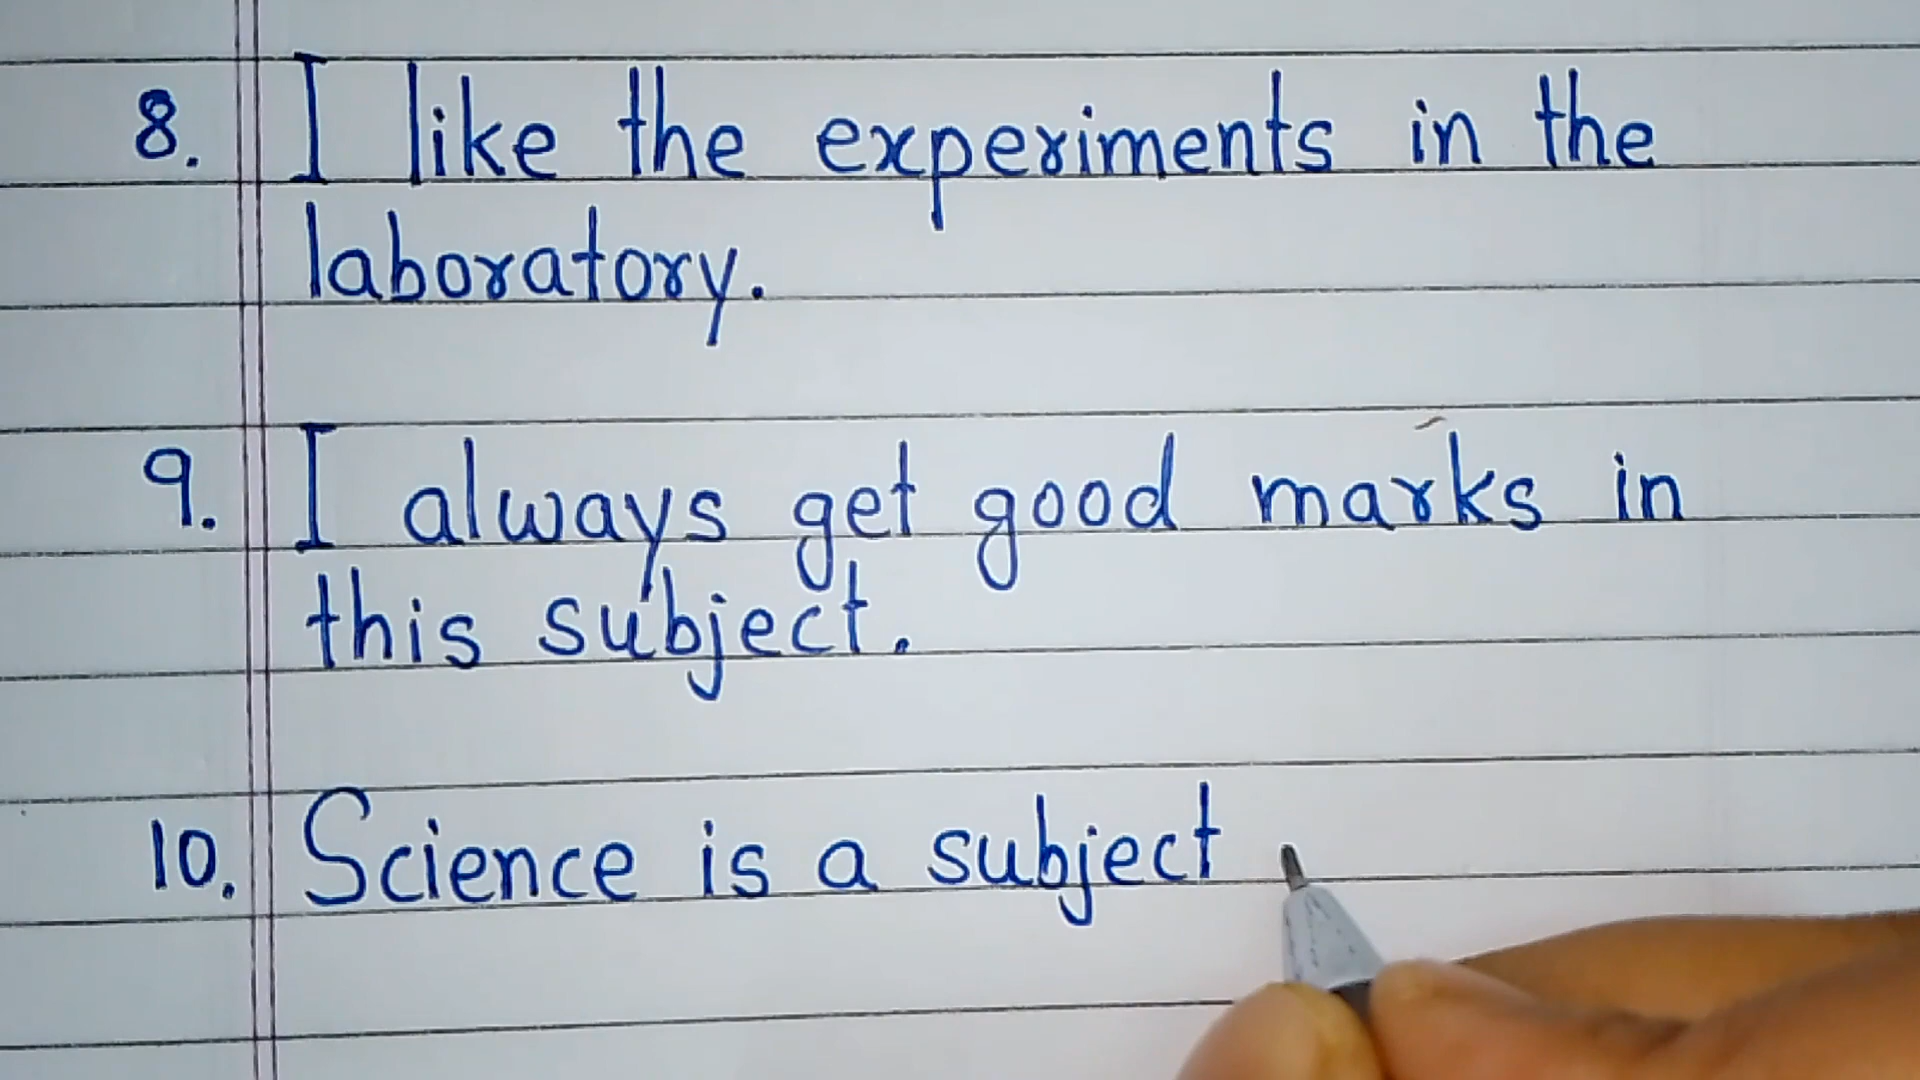 8. I like the experiments in the
laboratory.
9. I always get good marks in
this subject.
10. Science is a subject